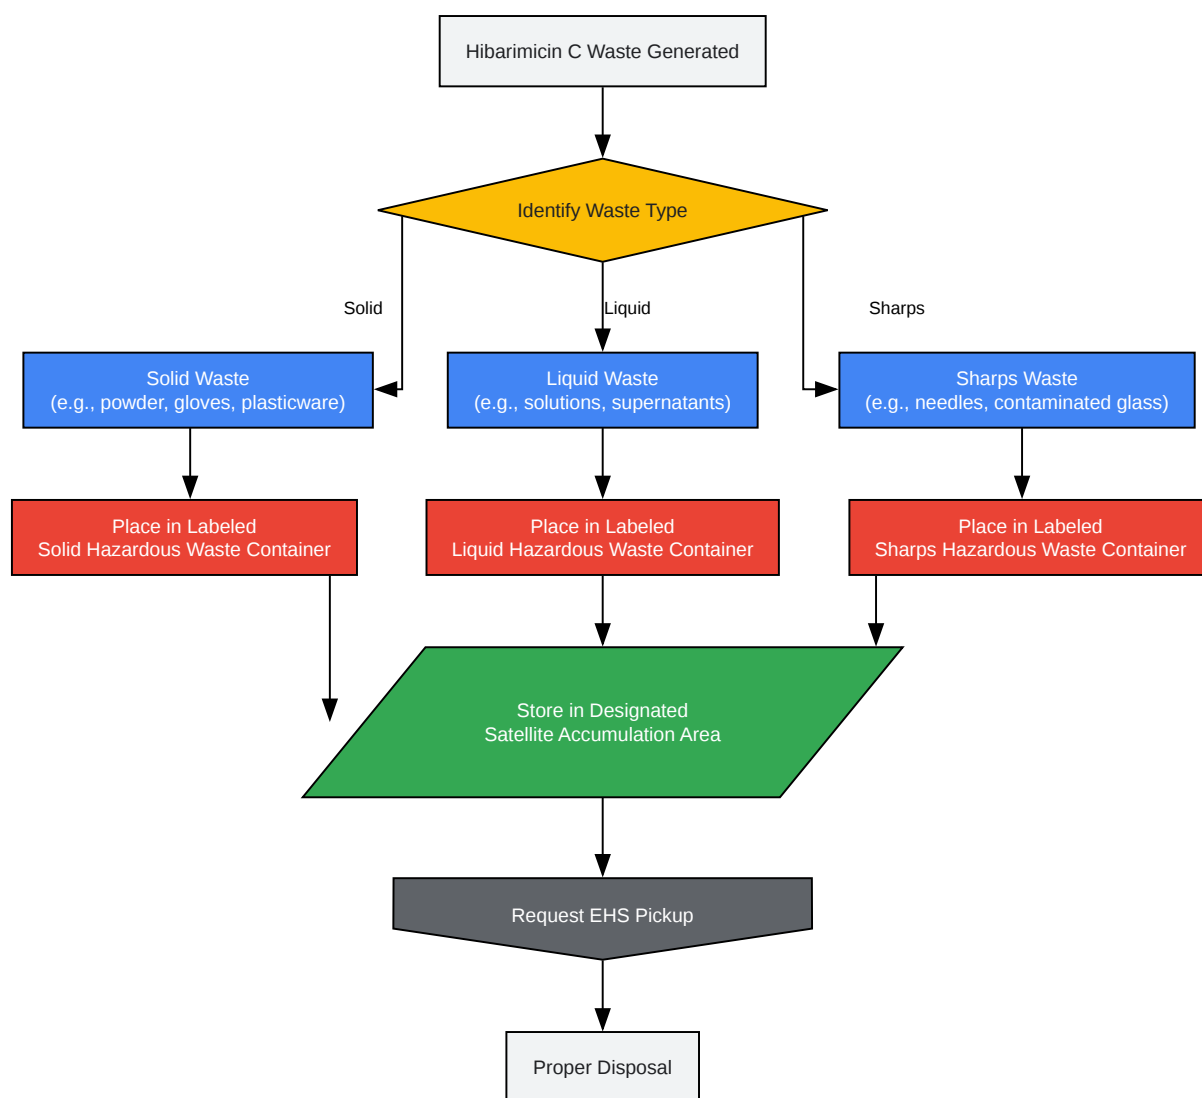 Hibarimicin C Waste Generated
Identify Waste Type
Solid
Liquid
Sharps
Solid Waste
(e.g., powder, gloves, plasticware)
Liquid Waste
(e.g., solutions, supernatants)
Sharps Waste
(e.g., needles, contaminated glass)
Place in Labeled
Solid Hazardous Waste Container
Place in Labeled
Liquid Hazardous Waste Container
Place in Labeled
Sharps Hazardous Waste Container
Store in Designated
Satellite Accumulation Area
Request EHS Pickup
Proper Disposal